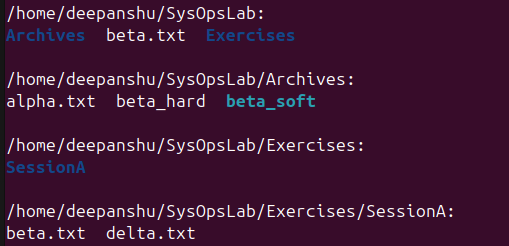 /home/deepanshu/SysOpsLab:
Archives  beta.txt  Exercises
/home/deepanshu/SysOpsLab/Archives:
alpha.txt  beta_hard  beta_soft
/home/deepanshu/SysOpsLab/Exercises:
SessionA
/home/deepanshu/SysOpsLab/Exercises/SessionA:
beta.txt  delta.txt